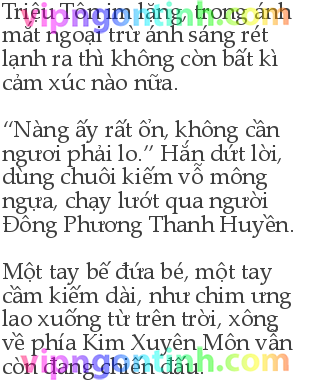 Triệu Tôn im lặng, trong ánh
mắt ngoại trừ ánh sáng rét
lạnh ra thì không còn bất kì
cảm xúc nào nữa.
“Nàng ấy rất ổn, không cần
ngươi phải lo.” Hắn dứt lời,
dùng chuôi kiếm vỗ mông
ngựa, chạy lướt qua người
Đông Phương Thanh Huyền.
Một tay bế đứa bé, một tay
cầm kiếm dài, như chim ưng
lao xuống từ trên trời, xông
về phía Kim Xuyên Môn vẫn
còn đang chiến đấu.
vipngontinh.com
vipngontinh.com